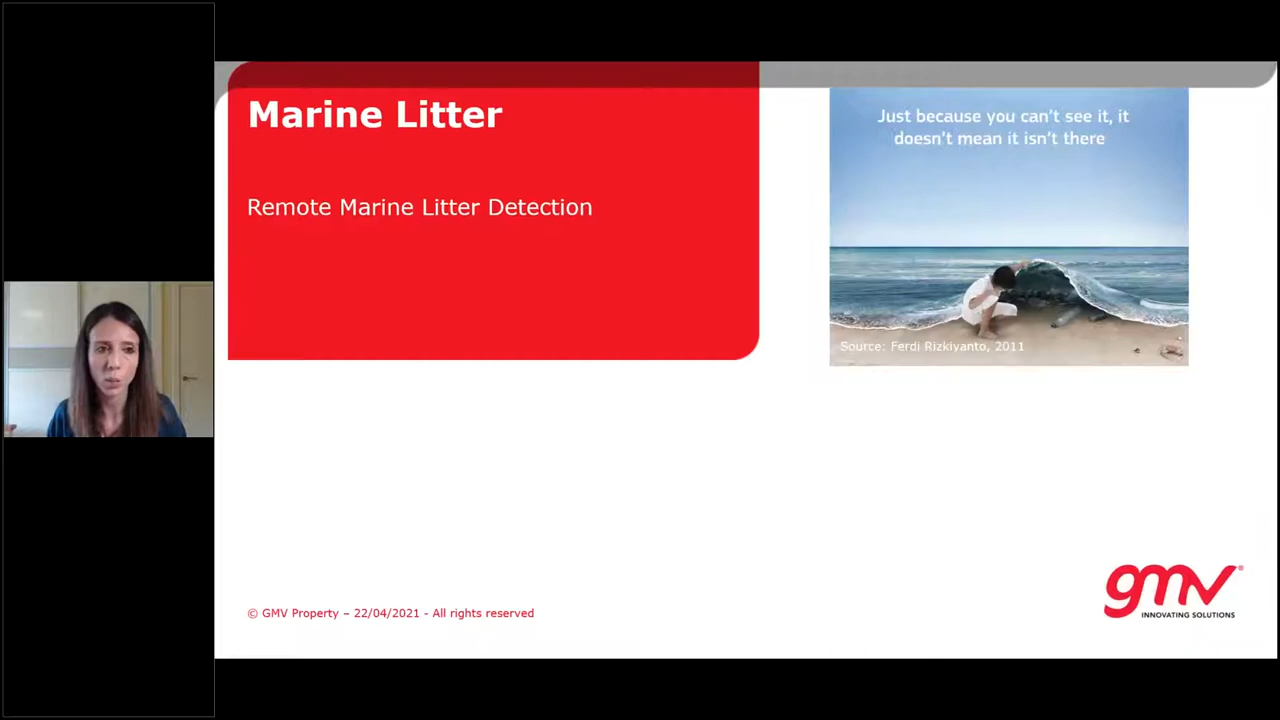 Marine Litter
Remote Marine Litter Detection
Just because you can't see it, it
doesn't mean it isn't there
Source: Ferdi Rizkiyanto, 2011
© GMV Property – 22/04/2021 - All rights reserved
gmv®
INNOVATING SOLUTIONS